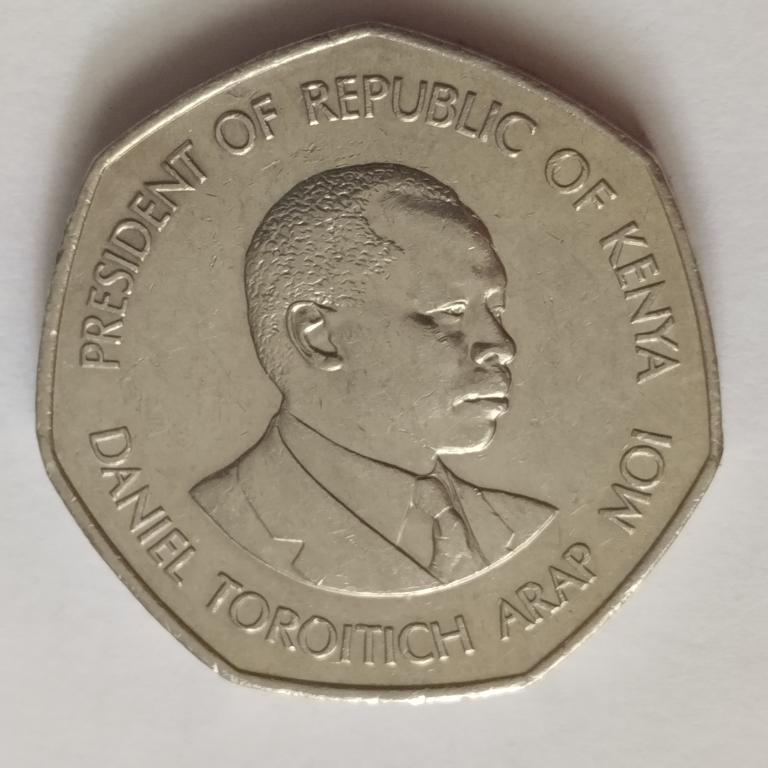 PRESIDENT OF REPUBLIC OF KENYA
DANIEL TOROITICH ARAP MOI